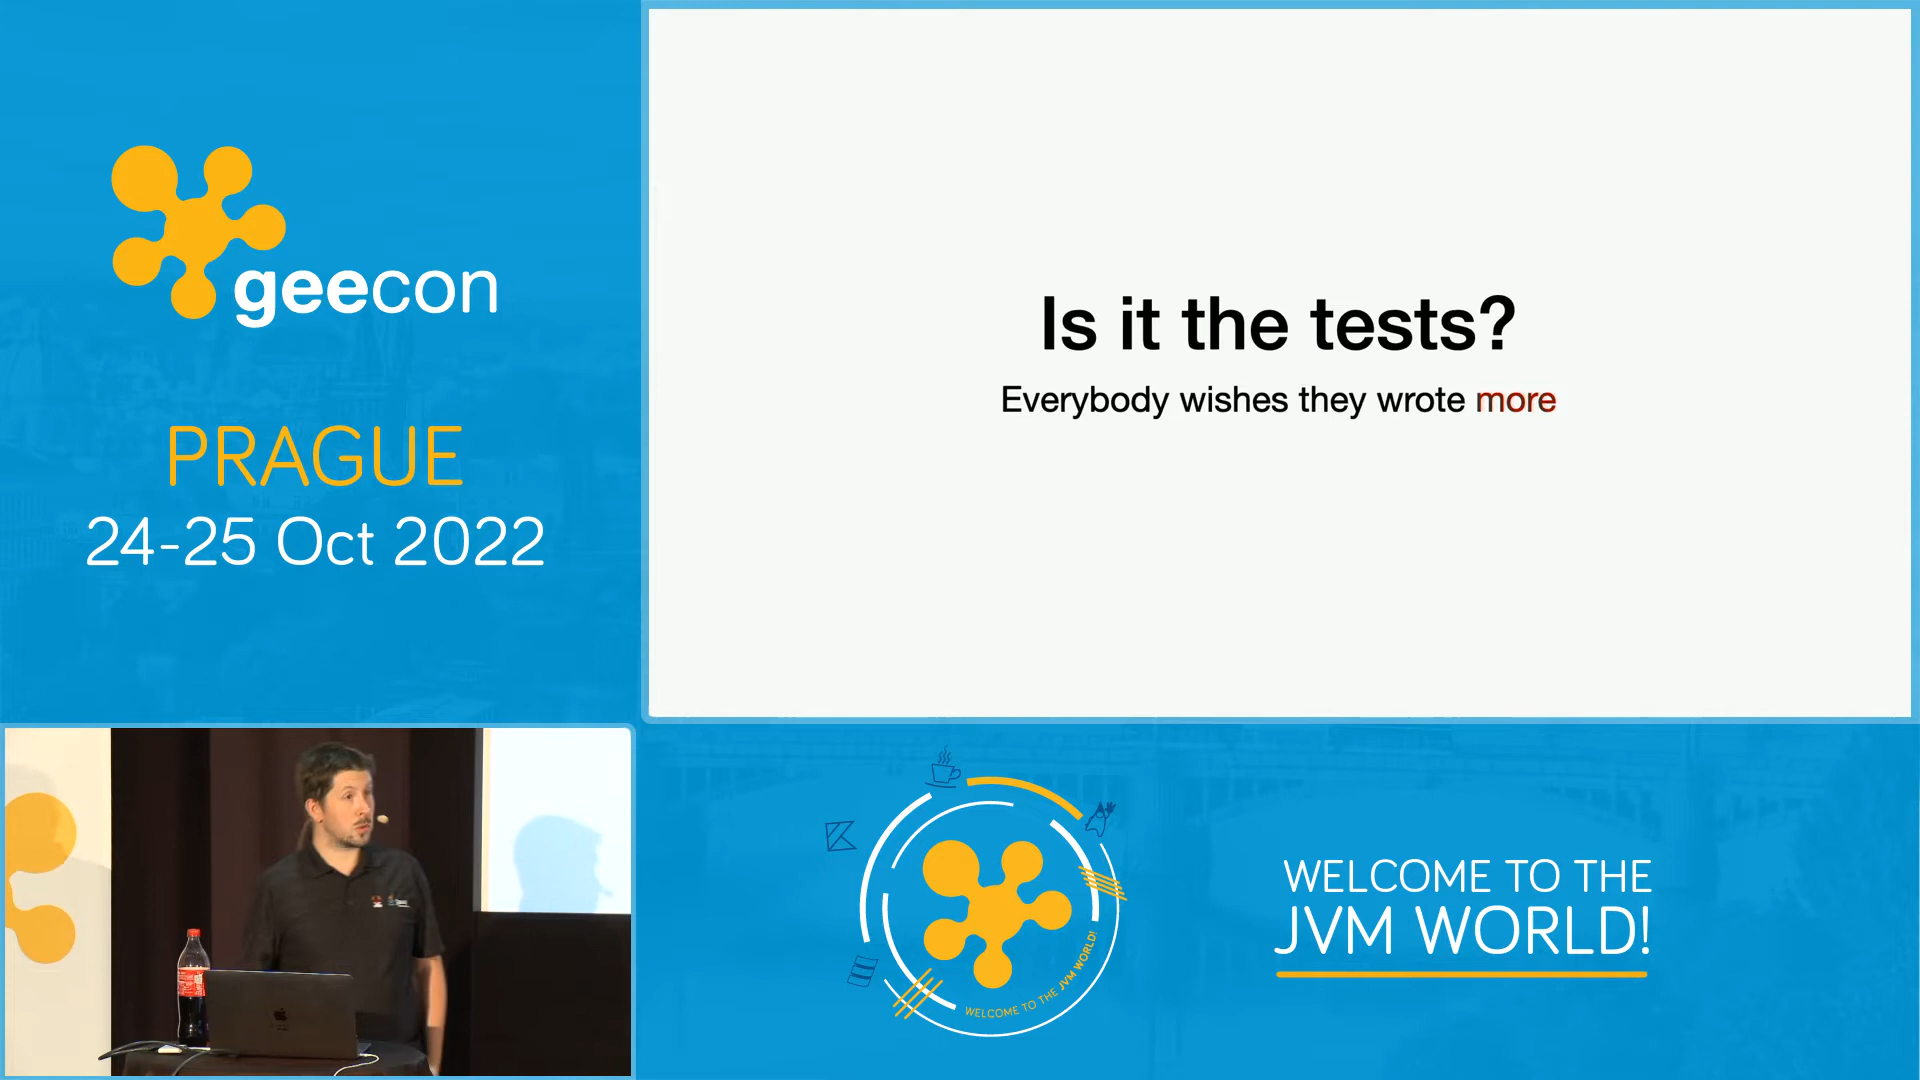 geecon
PRAGUE
24-25 Oct 2022
Is it the tests?
Everybody wishes they wrote more
WELCOME TO THE JVM WORLD!
WELCOME TO THE
JVM WORLD!